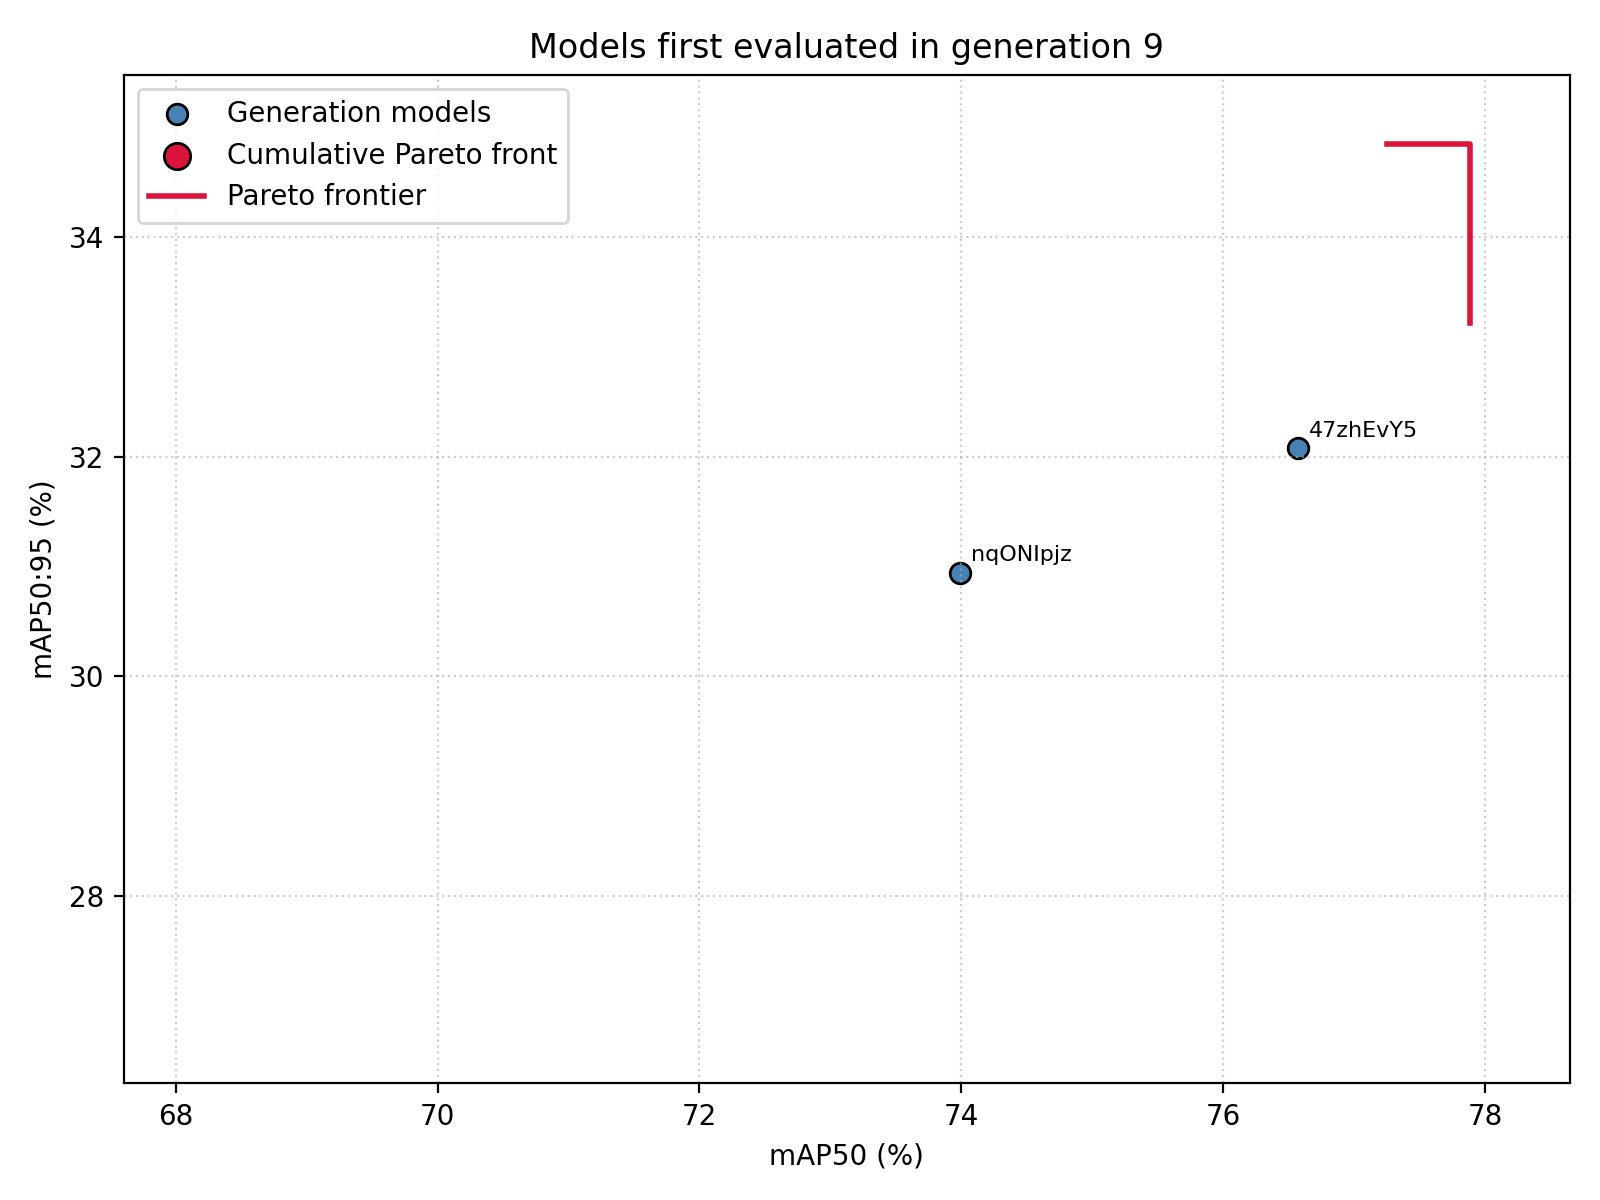 Models first evaluated in generation 9
Generation models
Cumulative Pareto front
Pareto frontier
34
32
30
28
mAP50:95 (%)
47zhEvY5
nqONIpjz
68
70
72
74
76
78
mAP50 (%)